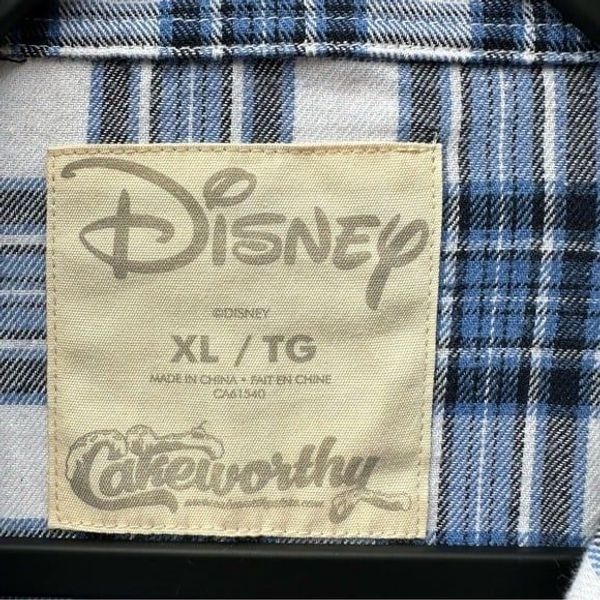 Disney
©DISNEY
XL / TG
MADE IN CHINA • FAIT EN CHINE
CA61540
Cakeworthy